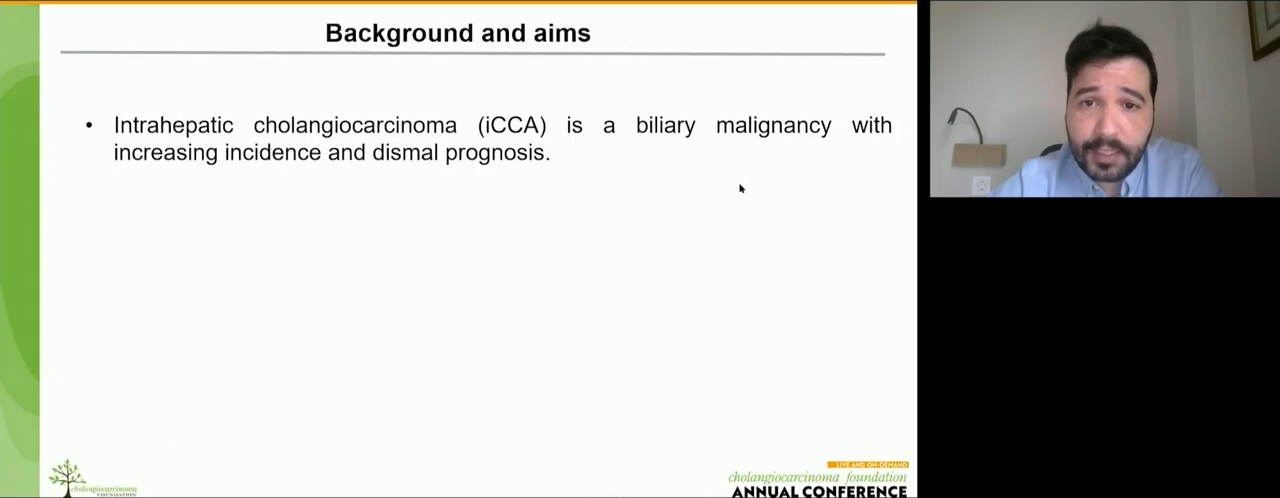 Background and aims
• Intrahepatic cholangiocarcinoma (iCCA) is a biliary malignancy with
increasing incidence and dismal prognosis.
cholangiocarcinoma
FOUNDATION
LIVE AND ON-DEMAND
cholangiocarcinoma foundation
ANNUAL CONFERENCE